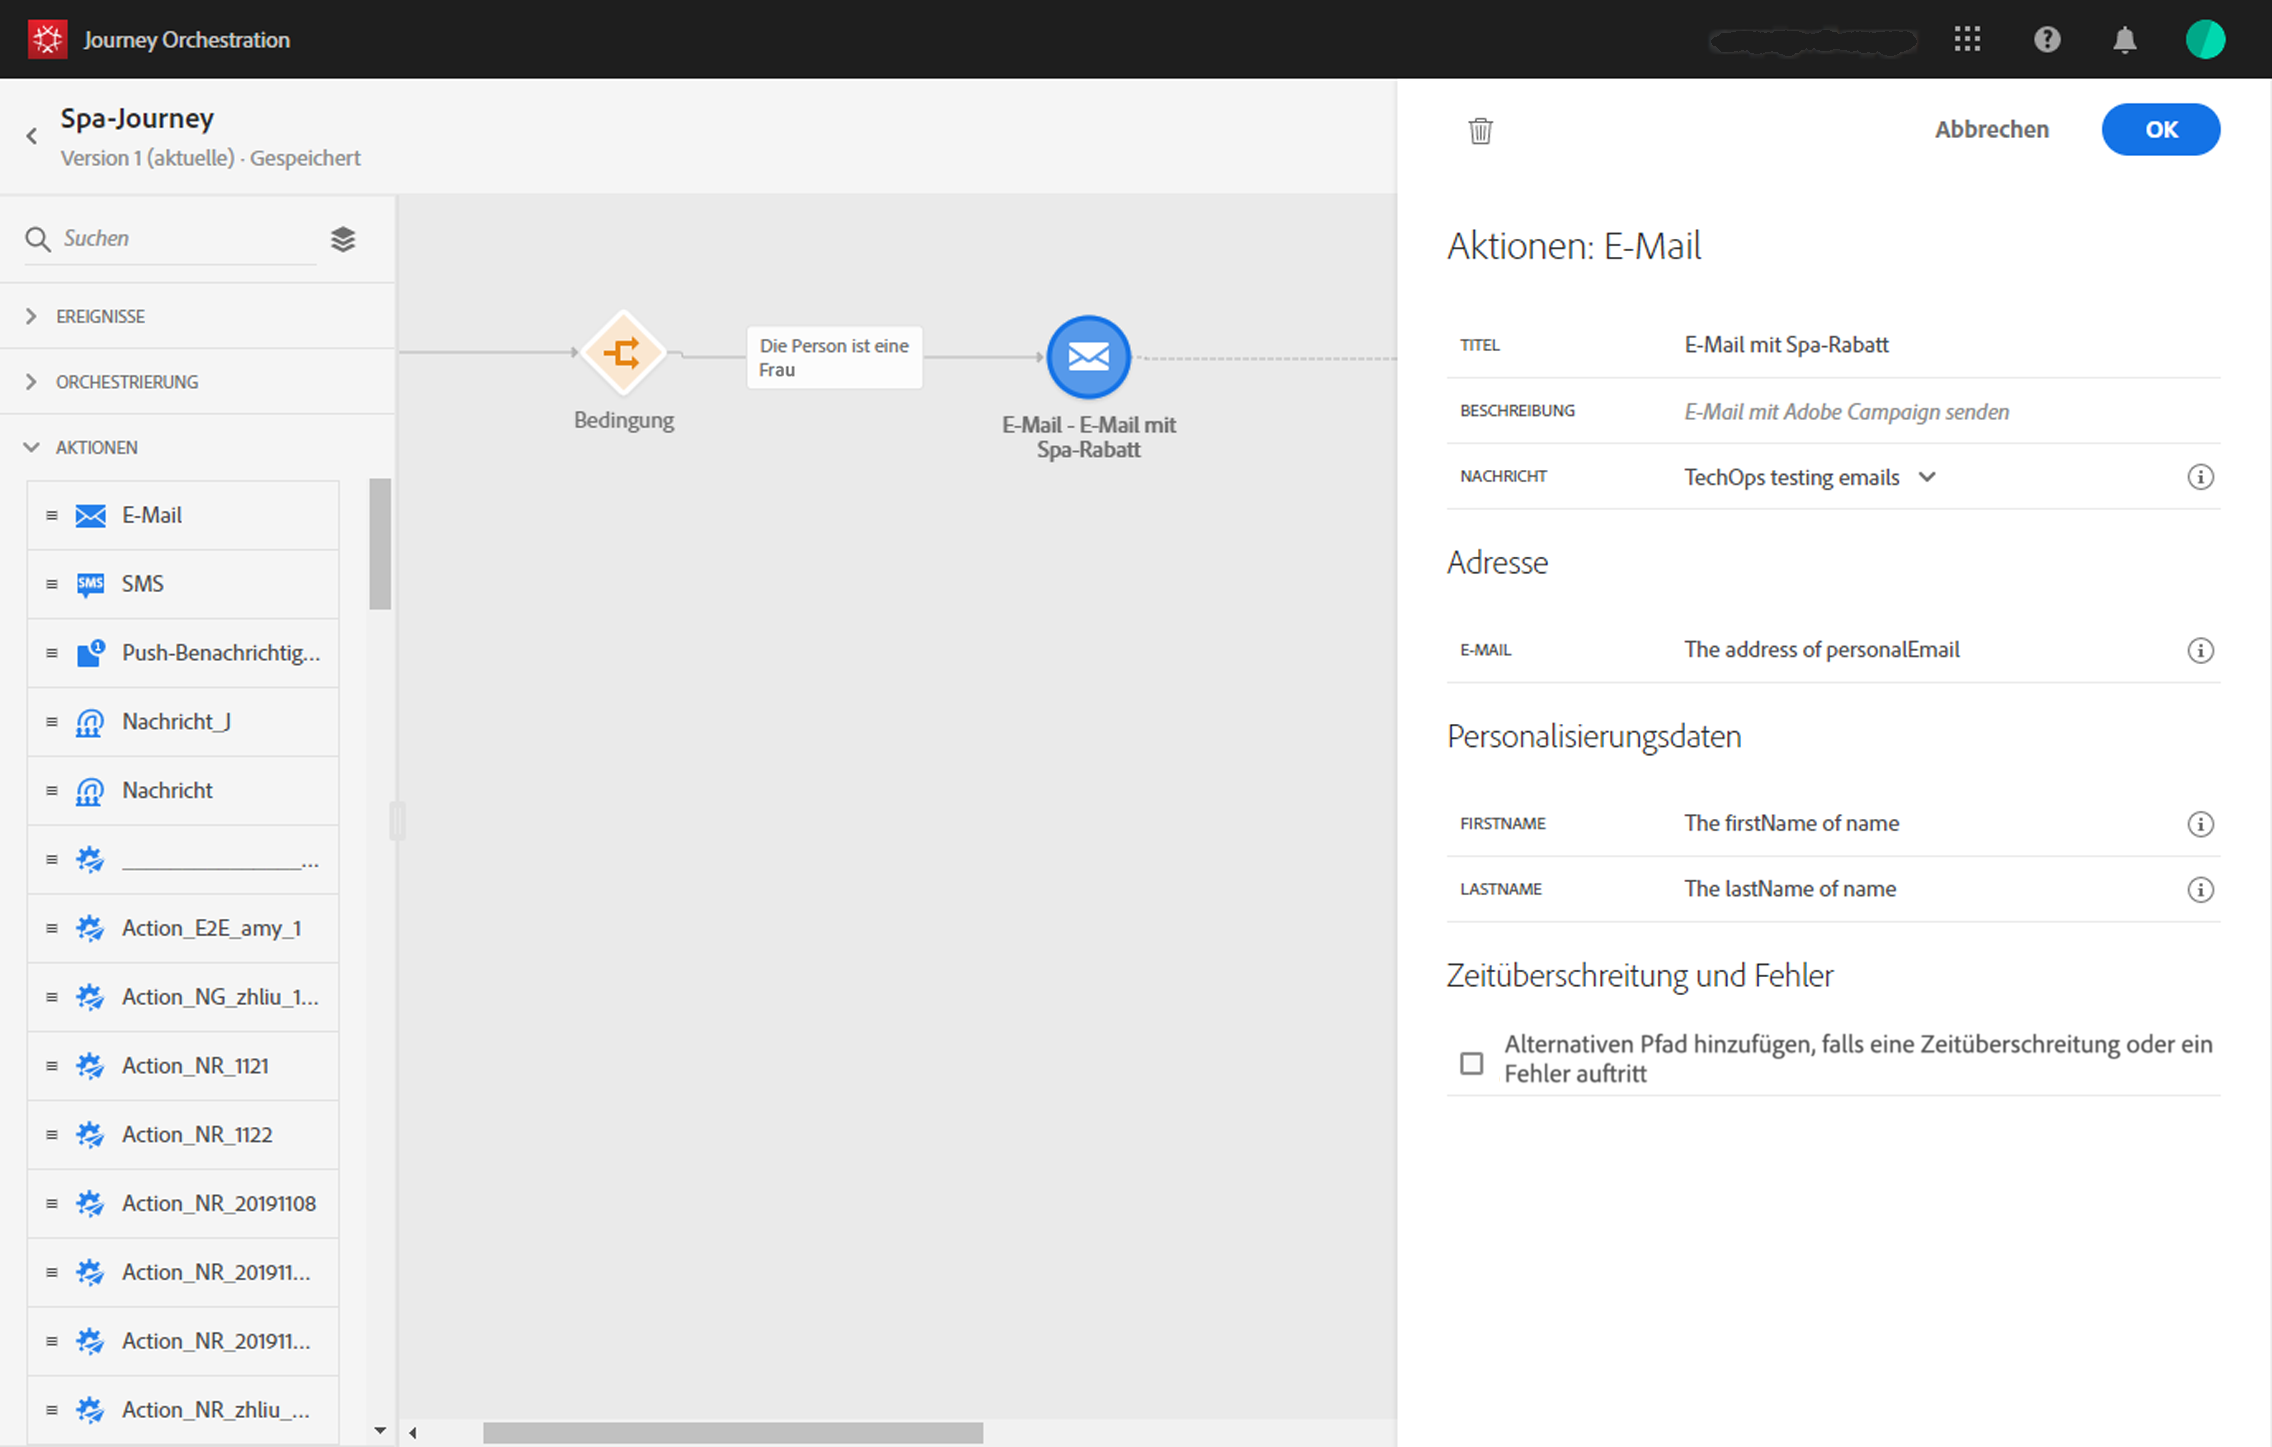 Journey Orchestration
Spa-Journey
Version 1 (aktuelle) · Gespeichert
Abbrechen
OK
Suchen
EREIGNISSE
ORCHESTRIERUNG
AKTIONEN
E-Mail
SMS
SMS
1
Push-Benachrichtig...
Nachricht_J
Nachricht
________________...
Action_E2E_amy_1
Action_NG_zhliu_1...
Action_NR_1121
Action_NR_1122
Action_NR_20191108
Action_NR_201911...
Action_NR_201911...
Action_NR_zhliu_...
Bedingung
Die Person ist eine
Frau
E-Mail - E-Mail mit
Spa-Rabatt
Aktionen: E-Mail
TITEL
E-Mail mit Spa-Rabatt
BESCHREIBUNG
E-Mail mit Adobe Campaign senden
NACHRICHT
TechOps testing emails
Adresse
E-MAIL
The address of personalEmail
Personalisierungsdaten
FIRSTNAME
The firstName of name
LASTNAME
The lastName of name
Zeitüberschreitung und Fehler
Alternativen Pfad hinzufügen, falls eine Zeitüberschreitung oder ein
Fehler auftritt